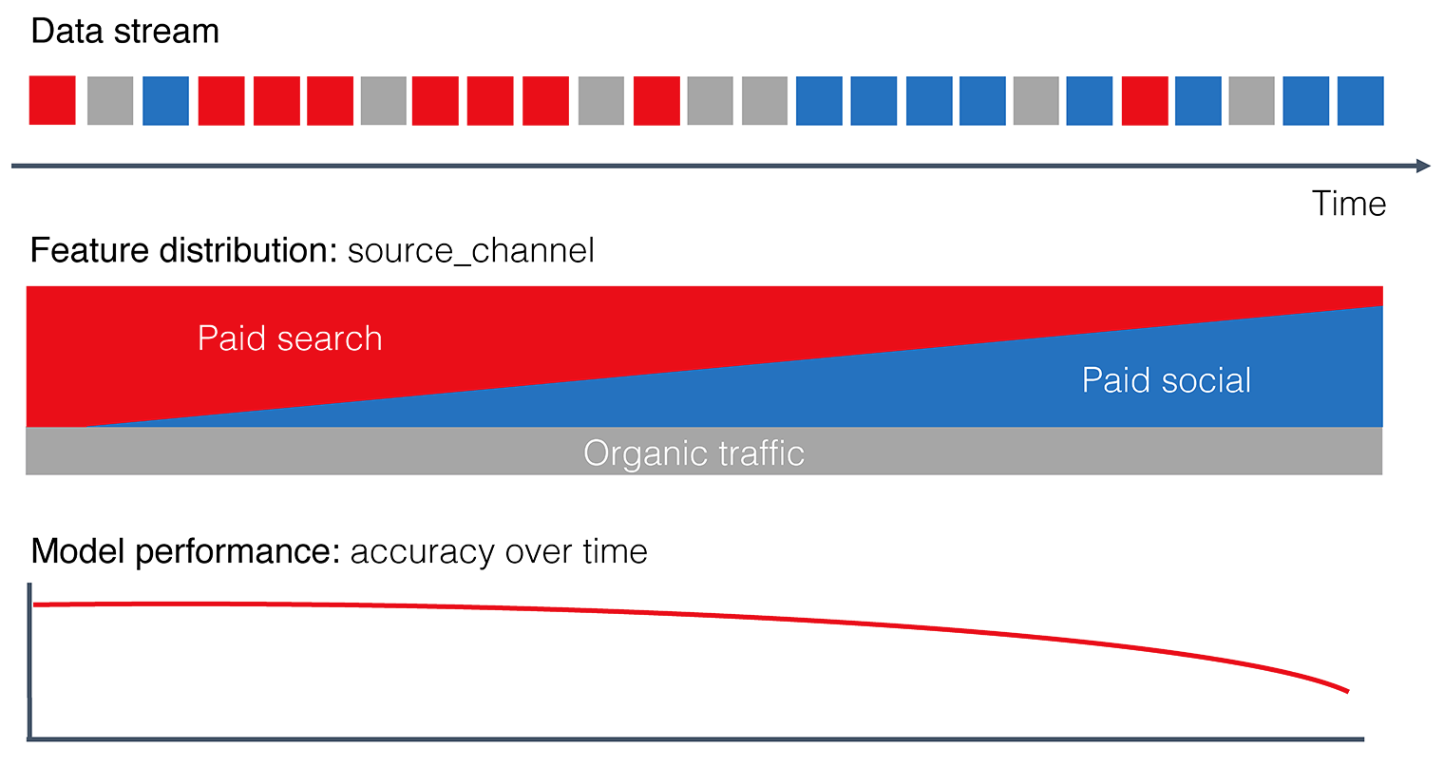 Data stream
Time
Feature distribution: source_channel
Paid search
Paid social
Organic traffic
Model performance: accuracy over time